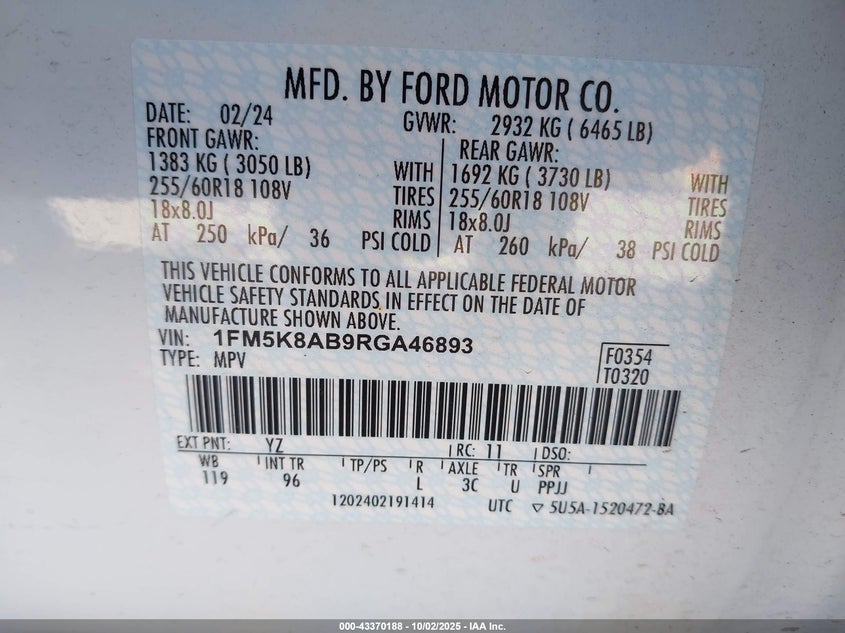 MFD. BY FORD MOTOR CO.
DATE: 02/24 GVWR: 2932 KG ( 6465 LB)
FRONT GAWR: REAR GAWR:
1383 KG ( 3050 LB) WITH 1692 KG ( 3730 LB) WITH
255/60R18 108V TIRES 255/60R18 108V TIRES
18x8.0J RIMS 18x8.0J RIMS
AT 250 kPa/ 36 PSI COLD AT 260 kPa/ 38 PSI COLD
THIS VEHICLE CONFORMS TO ALL APPLICABLE FEDERAL MOTOR
VEHICLE SAFETY STANDARDS IN EFFECT ON THE DATE OF
MANUFACTURE SHOWN ABOVE.
VIN: 1FM5K8AB9RGA46893 F0354
TYPE: MPV T0320
EXT PNT: YZ RC: 11 DSO:
WB INT TR TP/PS R AXLE TR SPR
119 96 L 3C U PPJJ
1202402191414 UTC ▽ 5U5A-1520472-BA
000-43370188 - 10/02/2025 - IAA Inc.